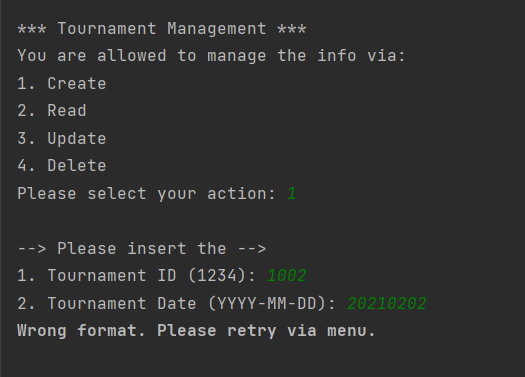 *** Tournament Management ***
You are allowed to manage the info via:
1. Create
2. Read
3. Update
4. Delete
Please select your action: 1
--> Please insert the -->
1. Tournament ID (1234): 1002
2. Tournament Date (YYYY-MM-DD): 20210202
Wrong format. Please retry via menu.